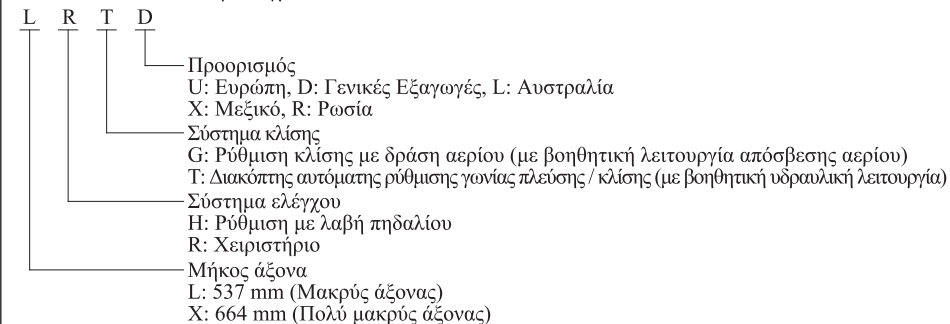 L R T D
Προορισμός
U: Ευρώπη, D: Γενικές Εξαγωγές, L: Αυστραλία
X: Μεξικό, R: Ρωσία
Σύστημα κλίσης
G: Ρύθμιση κλίσης με δράση αερίου (με βοηθητική λειτουργία απόσβεσης αερίου)
T: Διακόπτης αυτόματης ρύθμισης γωνίας πλεύσης / κλίσης (με βοηθητική υδραυλική λειτουργία)
Σύστημα ελέγχου
H: Ρύθμιση με λαβή πηδαλίου
R: Χειριστήριο
Μήκος άξονα
L: 537 mm (Μακρύς άξονας)
X: 664 mm (Πολύ μακρύς άξονας)